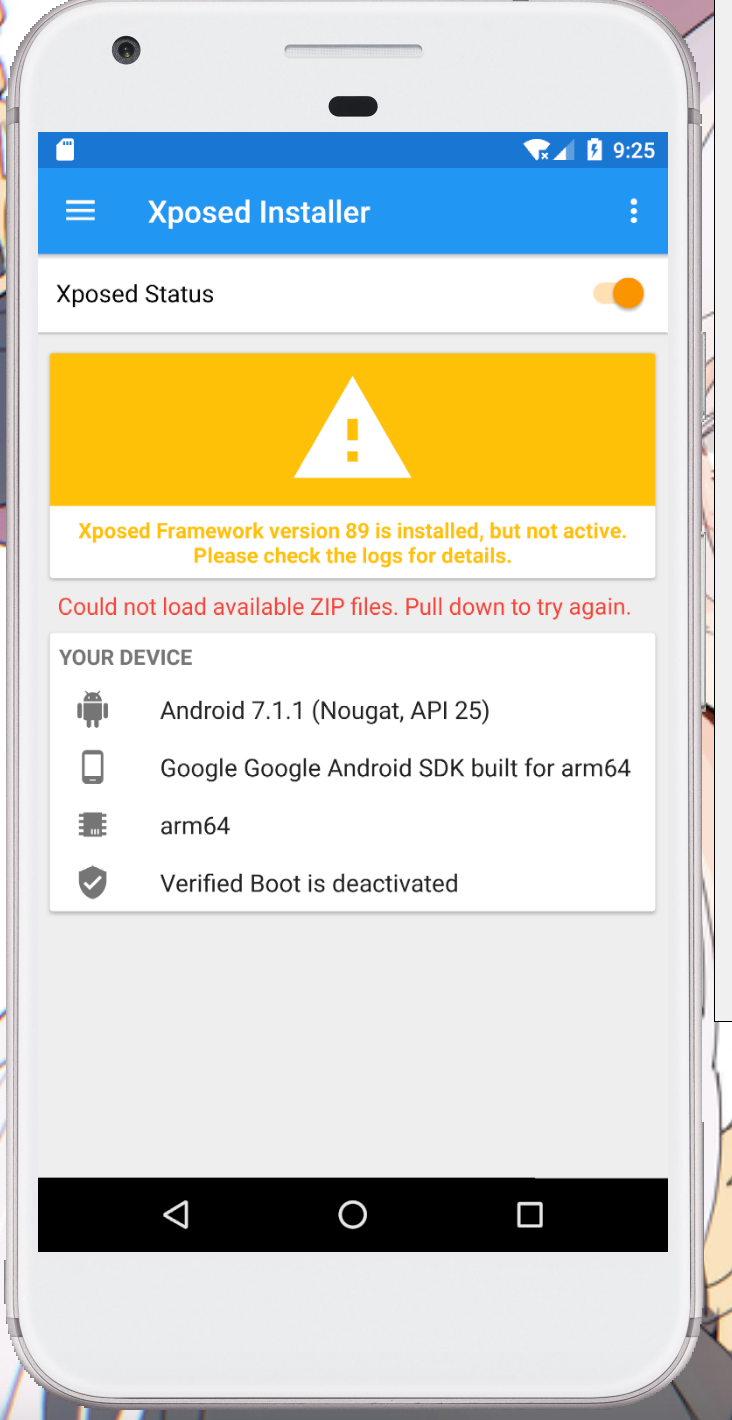 9:25
Xposed Installer
Xposed Status
Xposed Framework version 89 is installed, but not active.
Please check the logs for details.
Could not load available ZIP files. Pull down to try again.
YOUR DEVICE
Android 7.1.1 (Nougat, API 25)
Google Google Android SDK built for arm64
arm64
Verified Boot is deactivated